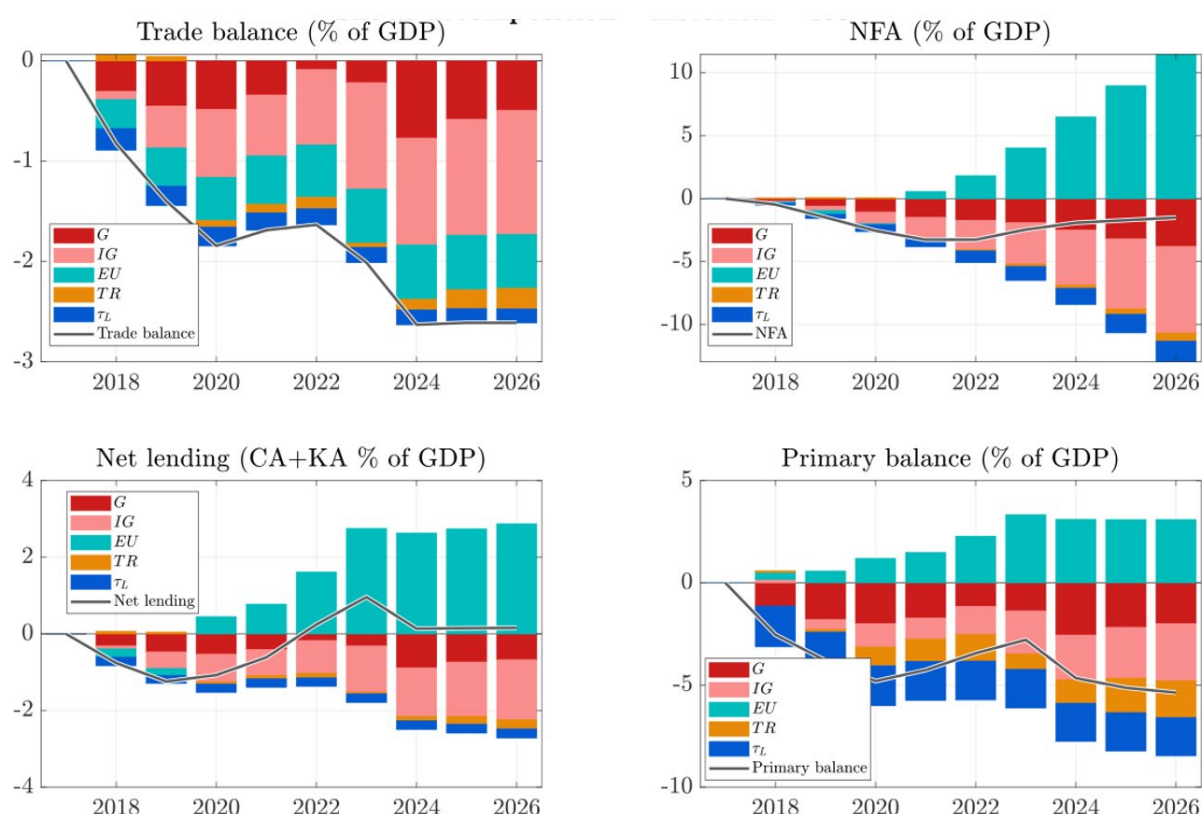 Trade balance (% of GDP)
0
-1
-2
-3
G
IG
EU
TR
τL
Trade balance
2018 2020 2022 2024 2026
NFA (% of GDP)
10
5
0
-5
-10
G
IG
EU
TR
τL
NFA
2018 2020 2022 2024 2026
Net lending (CA+KA % of GDP)
4
2
0
-2
-4
G
IG
EU
TR
τL
Net lending
2018 2020 2022 2024 2026
Primary balance (% of GDP)
5
0
-5
-10
G
IG
EU
TR
τL
Primary balance
2018 2020 2022 2024 2026